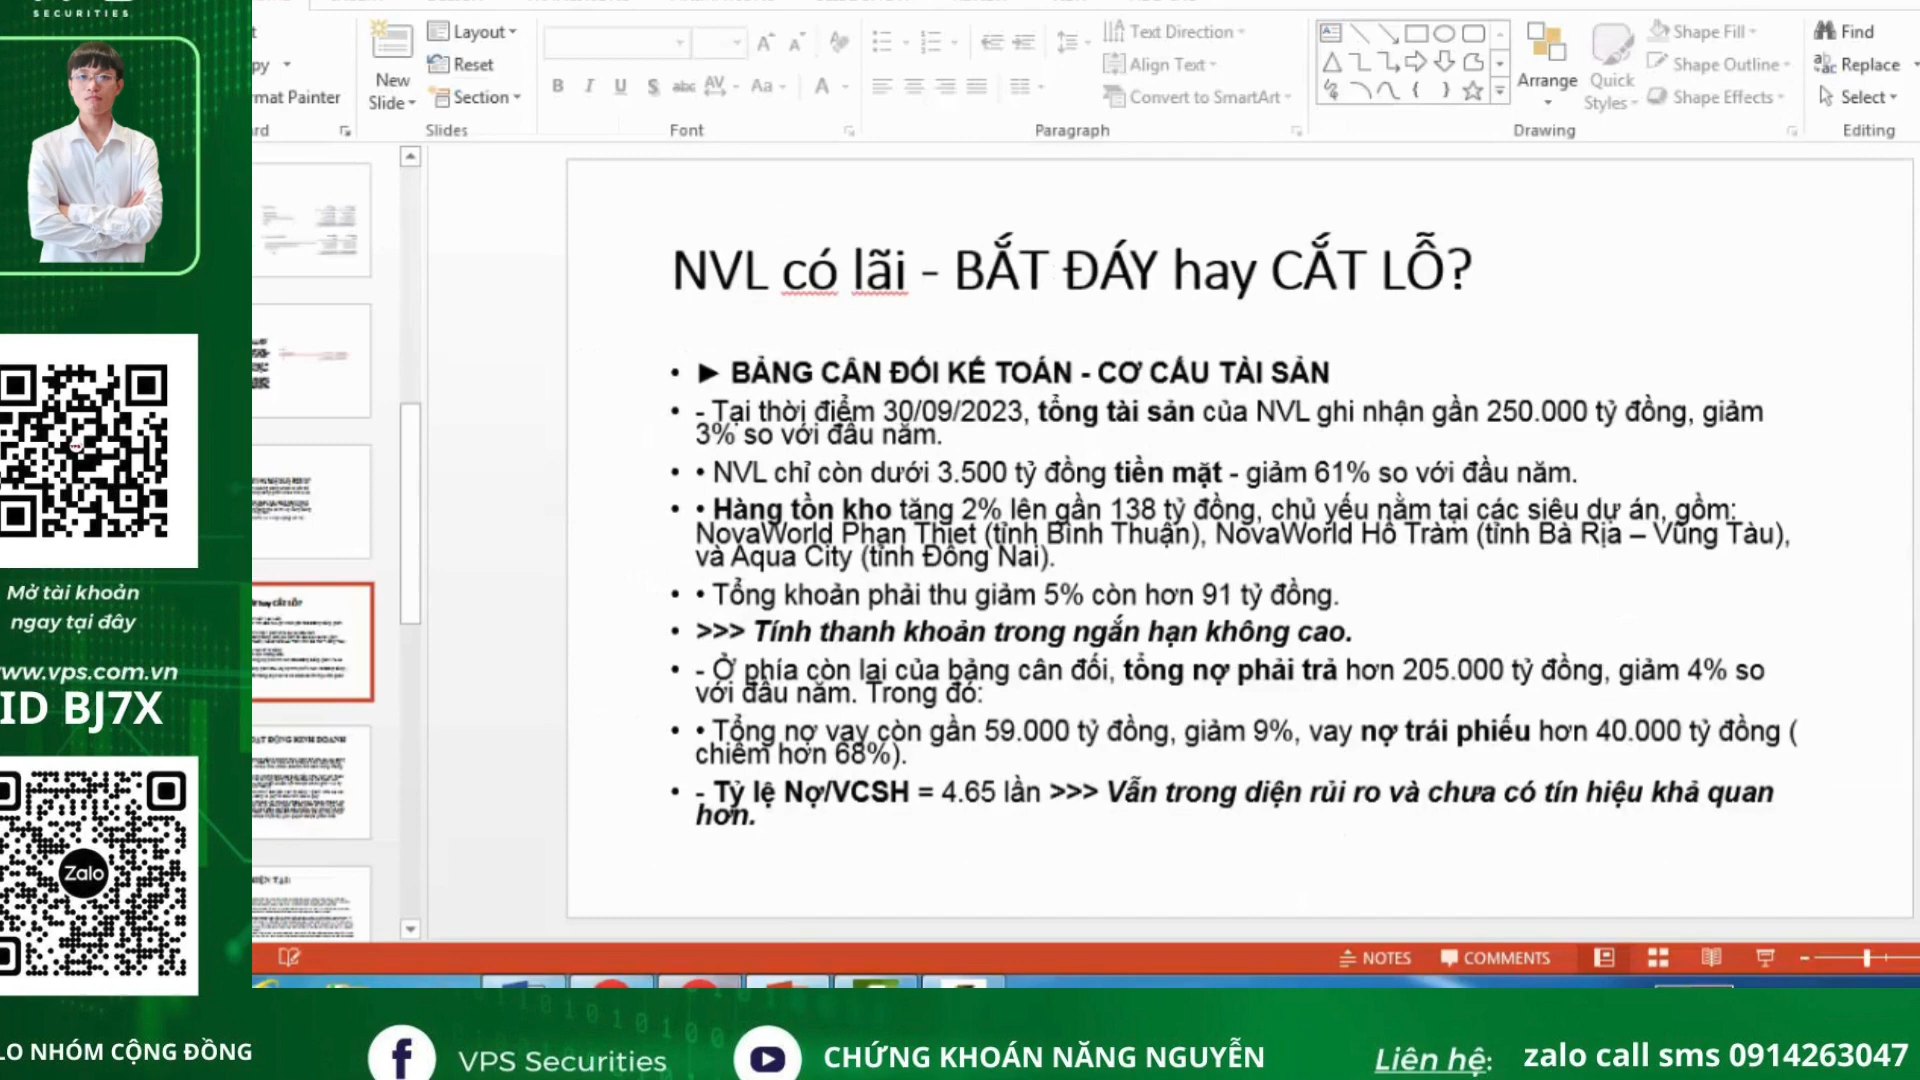 SECURITIES
Mở tài khoản
ngay tại đây
www.vps.com.vn
ID BJ7X
Zalo
LO NHÓM CỘNG ĐỒNG
Layout
Reset
Section
New
Slide
Slides
Format Painter
Font
Text Direction
Align Text
Convert to SmartArt
Paragraph
Arrange
Quick
Styles
Shape Fill
Shape Outline
Shape Effects
Drawing
Find
Replace
Select
Editing
NVL có lãi - BẮT ĐÁY hay CẮT LỖ?
• ► BẢNG CÂN ĐỐI KẾ TOÁN - CƠ CẤU TÀI SẢN
• - Tại thời điểm 30/09/2023, tổng tài sản của NVL ghi nhận gần 250.000 tỷ đồng, giảm
3% so với đầu năm.
• • NVL chỉ còn dưới 3.500 tỷ đồng tiền mặt - giảm 61% so với đầu năm.
• • Hàng tồn kho tăng 2% lên gần 138 tỷ đồng, chủ yếu nằm tại các siêu dự án, gồm:
NovaWorld Phan Thiet (tỉnh Bình Thuận), NovaWorld Hồ Tràm (tỉnh Bà Rịa – Vũng Tàu),
và Aqua City (tỉnh Đồng Nai).
• • Tổng khoản phải thu giảm 5% còn hơn 91 tỷ đồng.
• >>> Tính thanh khoản trong ngắn hạn không cao.
• - Ở phía còn lại của bảng cân đối, tổng nợ phải trả hơn 205.000 tỷ đồng, giảm 4% so
với đầu năm. Trong đó:
• • Tổng nợ vay còn gần 59.000 tỷ đồng, giảm 9%, vay nợ trái phiếu hơn 40.000 tỷ đồng (
chiếm hơn 68%).
• - Tỷ lệ Nợ/VCSH = 4.65 lần >>> Vẫn trong diện rủi ro và chưa có tín hiệu khả quan
hơn.
NOTES
COMMENTS
VPS Securities
CHỨNG KHOÁN NĂNG NGUYỄN
Liên hệ: zalo call sms 0914263047